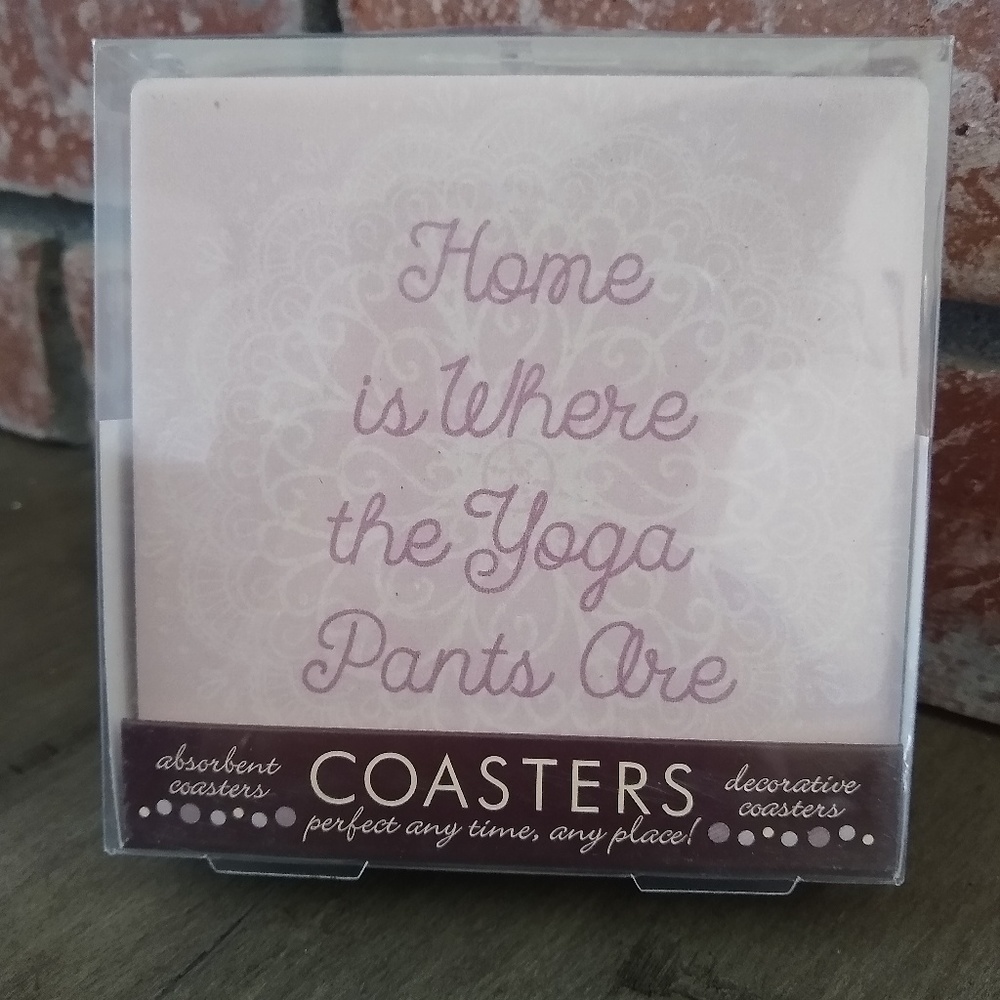 Home
is Where
the Yoga
Pants Are
absorbent
coasters
COASTERS
perfect any time, any place!
decorative
coasters